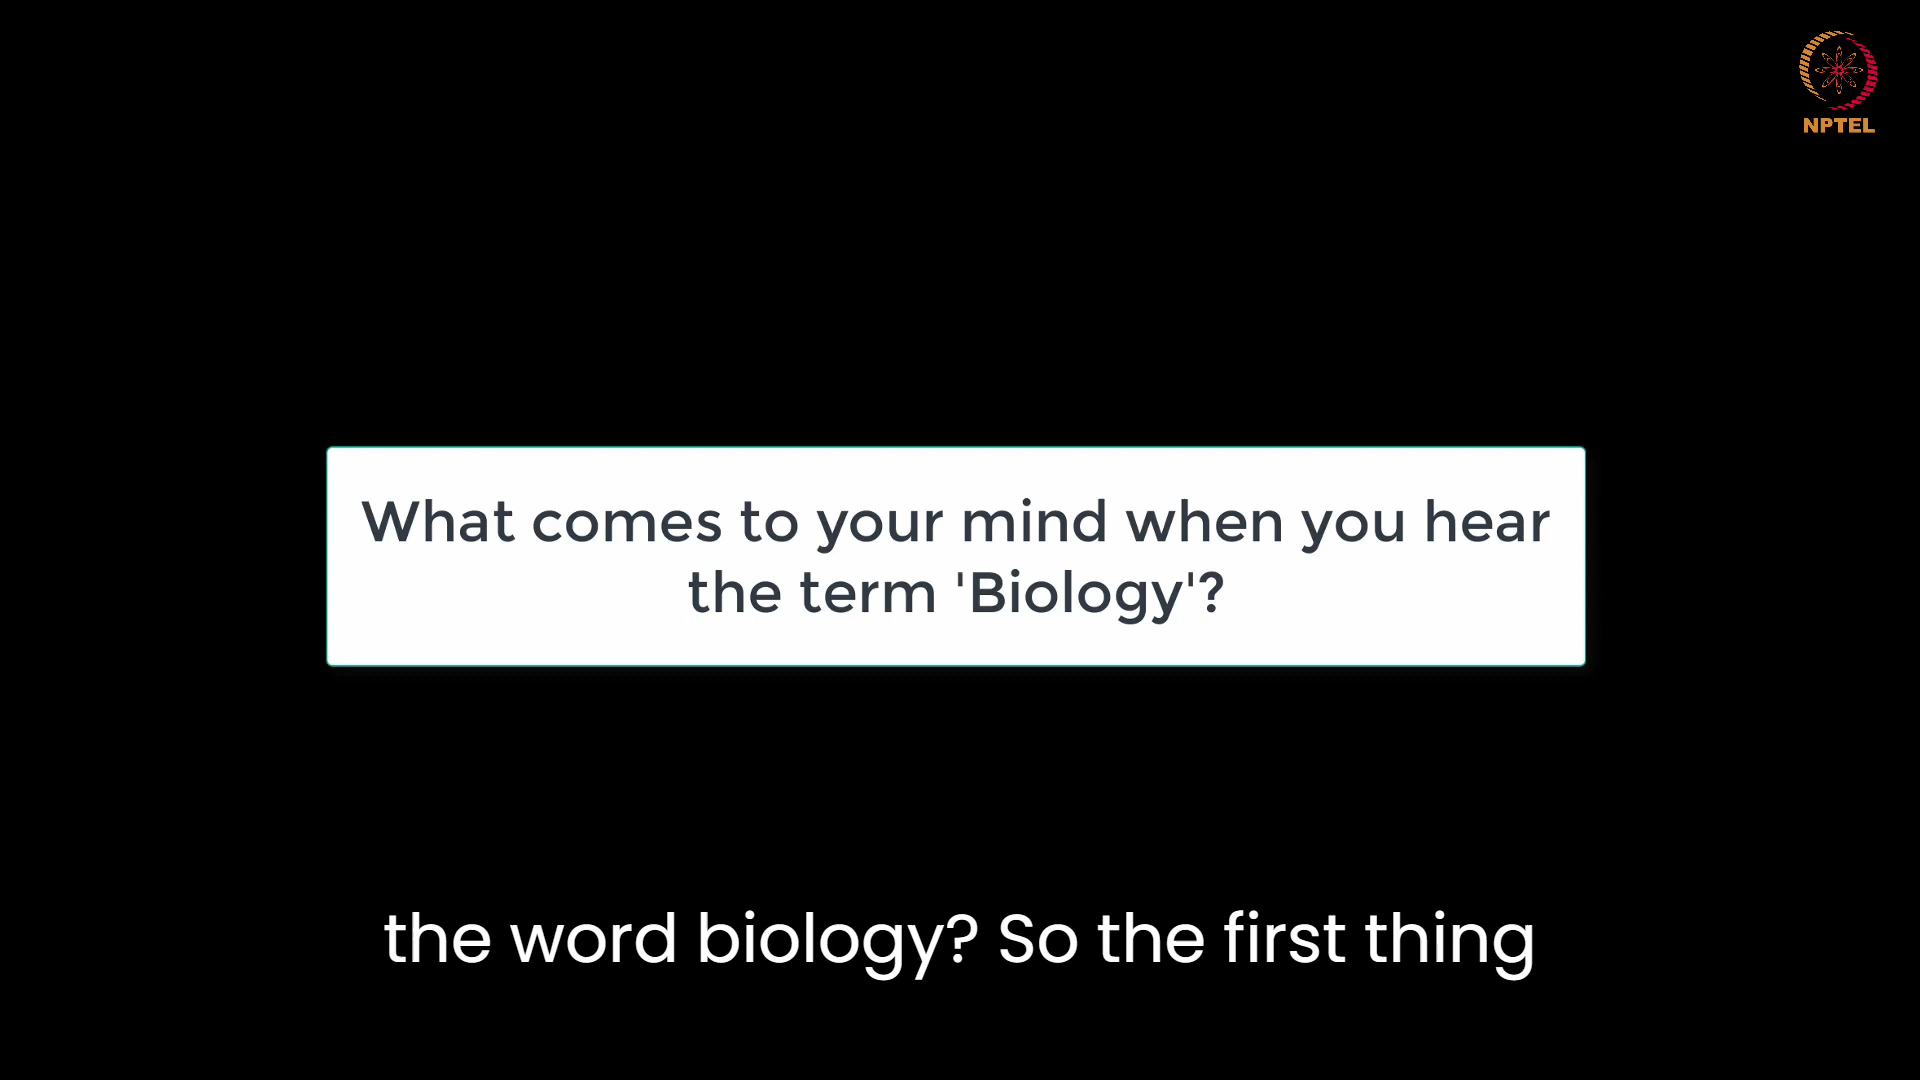 NPTEL
What comes to your mind when you hear
the term 'Biology'?
the word biology? So the first thing